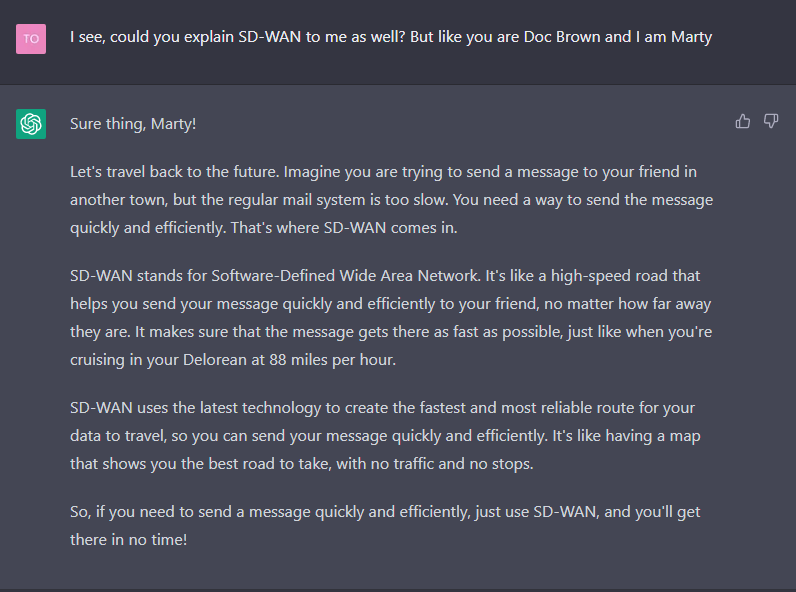 TO
I see, could you explain SD-WAN to me as well? But like you are Doc Brown and I am Marty
Sure thing, Marty!
Let's travel back to the future. Imagine you are trying to send a message to your friend in
another town, but the regular mail system is too slow. You need a way to send the message
quickly and efficiently. That's where SD-WAN comes in.
SD-WAN stands for Software-Defined Wide Area Network. It's like a high-speed road that
helps you send your message quickly and efficiently to your friend, no matter how far away
they are. It makes sure that the message gets there as fast as possible, just like when you're
cruising in your Delorean at 88 miles per hour.
SD-WAN uses the latest technology to create the fastest and most reliable route for your
data to travel, so you can send your message quickly and efficiently. It's like having a map
that shows you the best road to take, with no traffic and no stops.
So, if you need to send a message quickly and efficiently, just use SD-WAN, and you'll get
there in no time!